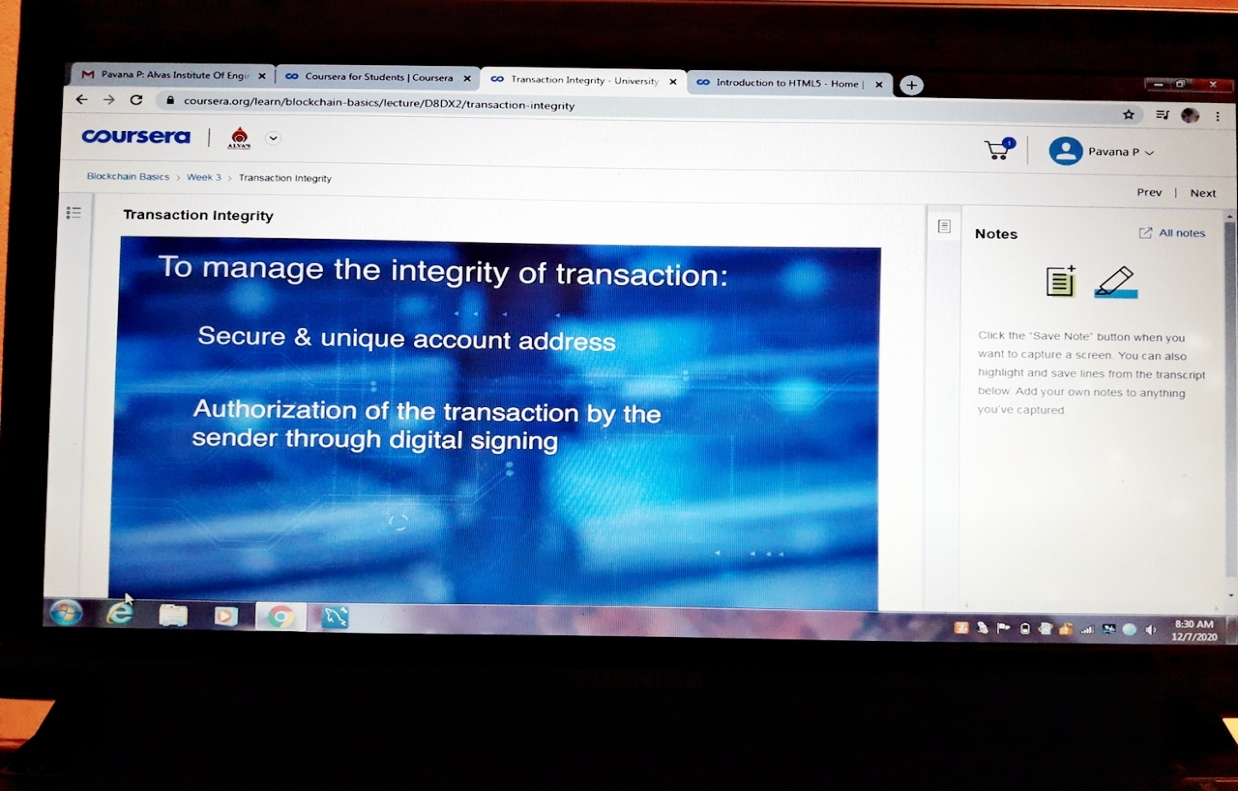 Pavana P: Alvas Institute Of Engi
Coursera for Students | Coursera
Transaction Integrity - University
Introduction to HTML5 - Home |
coursera.org/learn/blockchain-basics/lecture/D8DX2/transaction-integrity
coursera
ALVA'S
1
Pavana P
Blockchain Basics > Week 3 > Transaction Integrity
Prev | Next
Transaction Integrity
To manage the integrity of transaction:
Secure & unique account address
Authorization of the transaction by the
sender through digital signing
Notes
All notes
Click the "Save Note" button when you
want to capture a screen. You can also
highlight and save lines from the transcript
below. Add your own notes to anything
you've captured.
8:30 AM
12/7/2020
TOSHIBA